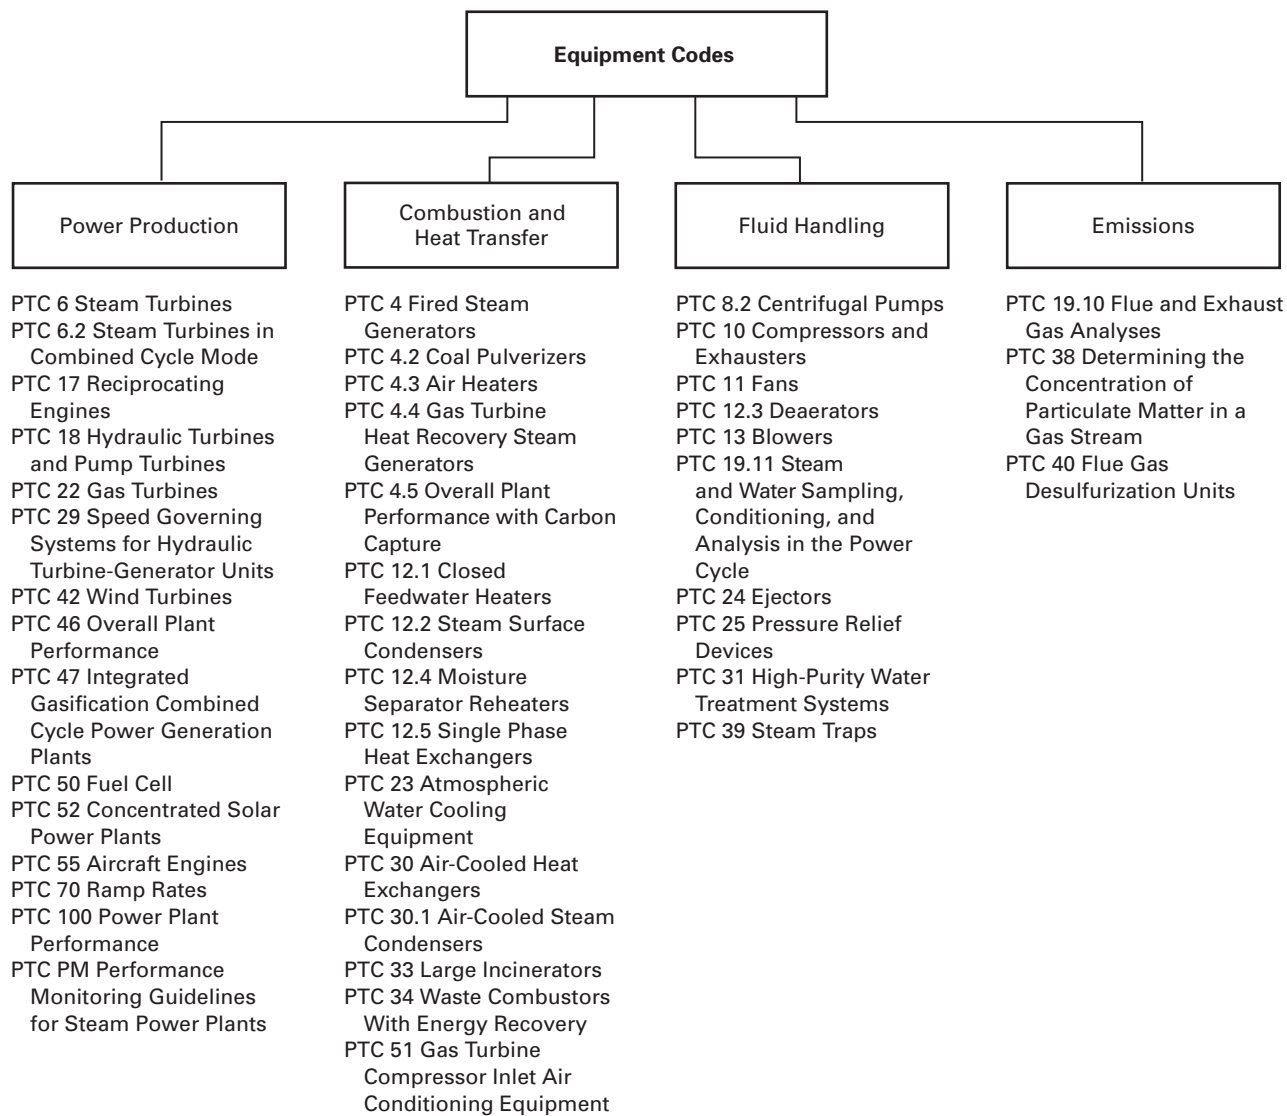 Equipment Codes
Power Production
Combustion and
Heat Transfer
Fluid Handling
Emissions
PTC 6 Steam Turbines
PTC 6.2 Steam Turbines in
Combined Cycle Mode
PTC 17 Reciprocating
Engines
PTC 18 Hydraulic Turbines
and Pump Turbines
PTC 22 Gas Turbines
PTC 29 Speed Governing
Systems for Hydraulic
Turbine-Generator Units
PTC 42 Wind Turbines
PTC 46 Overall Plant
Performance
PTC 47 Integrated
Gasification Combined
Cycle Power Generation
Plants
PTC 50 Fuel Cell
PTC 52 Concentrated Solar
Power Plants
PTC 55 Aircraft Engines
PTC 70 Ramp Rates
PTC 100 Power Plant
Performance
PTC PM Performance
Monitoring Guidelines
for Steam Power Plants
PTC 4 Fired Steam
Generators
PTC 4.2 Coal Pulverizers
PTC 4.3 Air Heaters
PTC 4.4 Gas Turbine
Heat Recovery Steam
Generators
PTC 4.5 Overall Plant
Performance with Carbon
Capture
PTC 12.1 Closed
Feedwater Heaters
PTC 12.2 Steam Surface
Condensers
PTC 12.4 Moisture
Separator Reheaters
PTC 12.5 Single Phase
Heat Exchangers
PTC 23 Atmospheric
Water Cooling
Equipment
PTC 30 Air-Cooled Heat
Exchangers
PTC 30.1 Air-Cooled Steam
Condensers
PTC 33 Large Incinerators
PTC 34 Waste Combustors
With Energy Recovery
PTC 51 Gas Turbine
Compressor Inlet Air
Conditioning Equipment
PTC 8.2 Centrifugal Pumps
PTC 10 Compressors and
Exhausters
PTC 11 Fans
PTC 12.3 Deaerators
PTC 13 Blowers
PTC 19.11 Steam
and Water Sampling,
Conditioning, and
Analysis in the Power
Cycle
PTC 24 Ejectors
PTC 25 Pressure Relief
Devices
PTC 31 High-Purity Water
Treatment Systems
PTC 39 Steam Traps
PTC 19.10 Flue and Exhaust
Gas Analyses
PTC 38 Determining the
Concentration of
Particulate Matter in a
Gas Stream
PTC 40 Flue Gas
Desulfurization Units